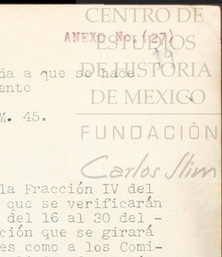 CENTRO DE
ANEXO No. (27)
ESTUDIOS
19
da a que se hace
DE HISTORIA
ente
DE MEXICO
M. 45.
FUNDACIÓN
Carlos Slim
la Fracción IV del
que se verificarán
del 16 al 30 del -
ción que se girará
es como a los Comi-